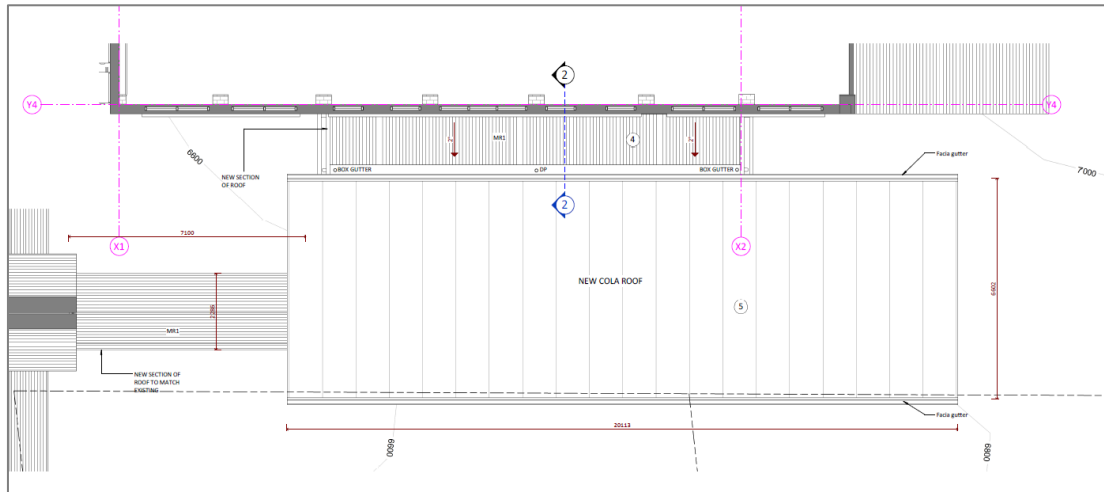 2
Y4
Y4
MR1
4
6600
NEW SECTION
OF ROOF
BOX GUTTER
DP
BOX GUTTER
Facia gutter
7000
2
7100
X1
X2
NEW COLA ROOF
2286
6602
5
MR1
NEW SECTION OF
ROOF TO MATCH
EXISTING
Facia gutter
20113
6600
6800